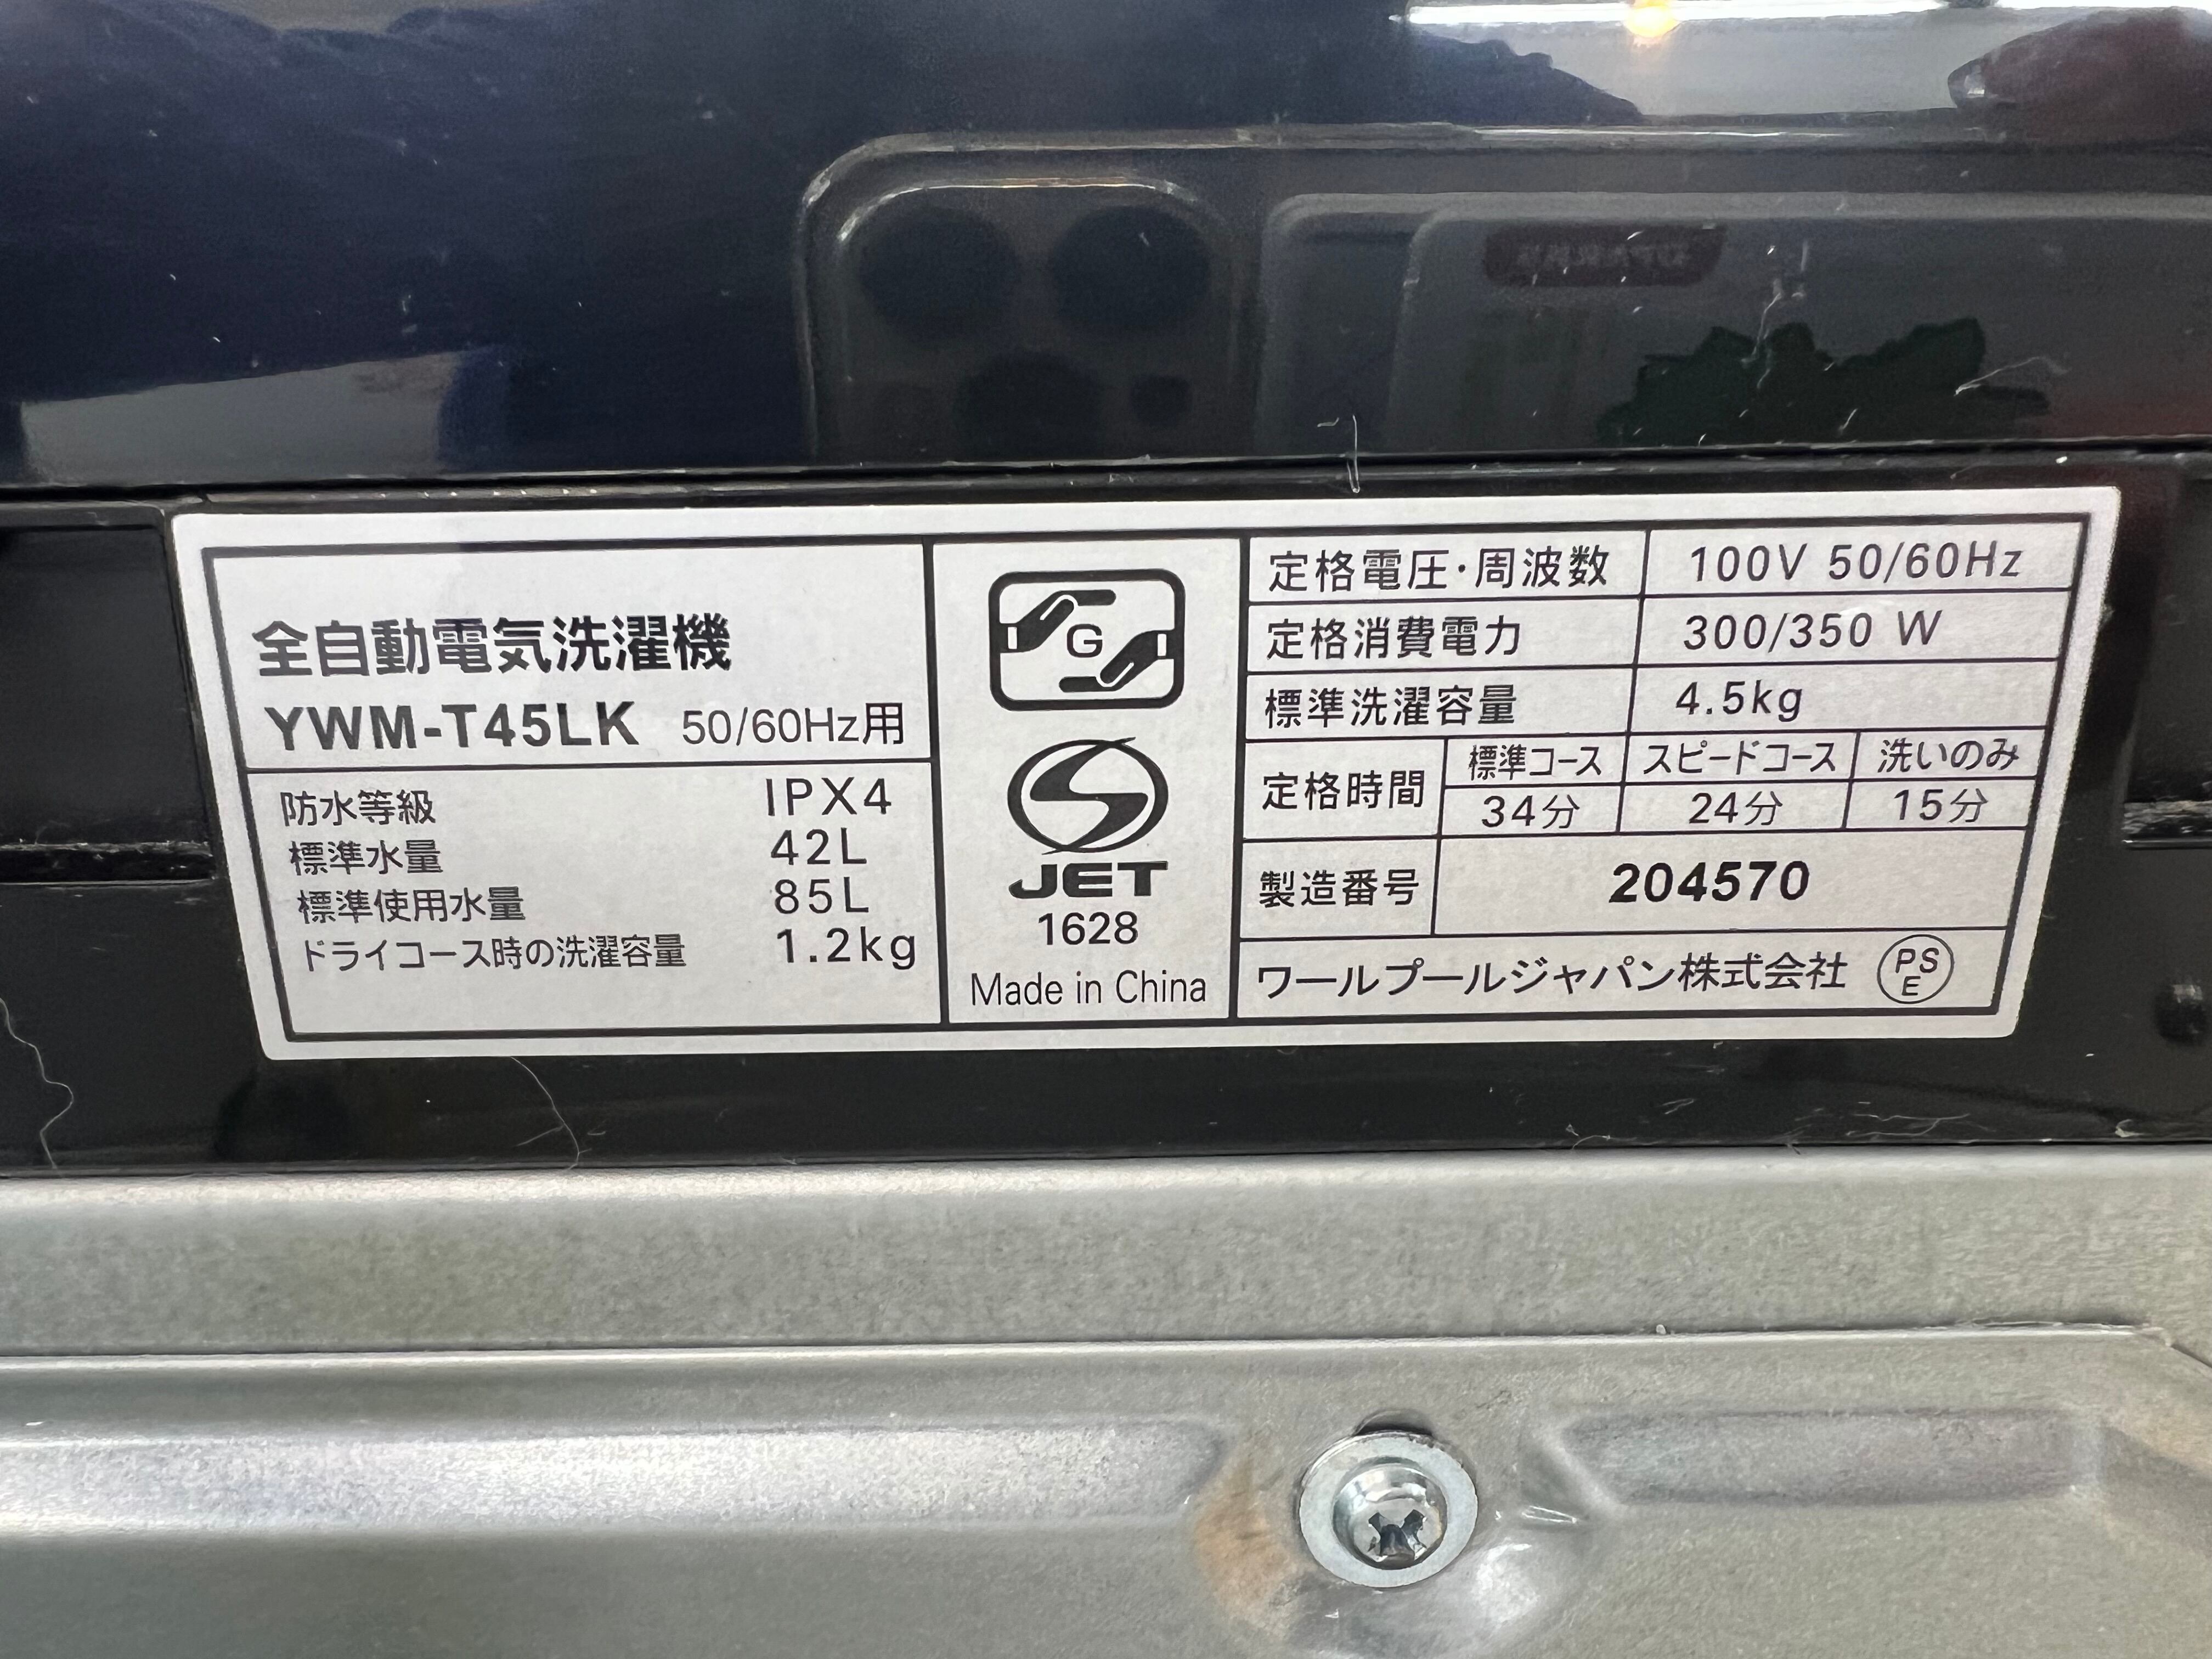 全自動電気洗濯機
YWM-T45LK 50/60Hz用
防水等級 IPX4
標準水量 42L
標準使用水量 85L
ドライコース時の洗濯容量 1.2kg
G
S
JET
1628
Made in China
定格電圧・周波数 100V 50/60Hz
定格消費電力 300/350 W
標準洗濯容量 4.5kg
定格時間 標準コース スピードコース 洗いのみ
34分 24分 15分
製造番号 204570
ワールプールジャパン株式会社 PSE